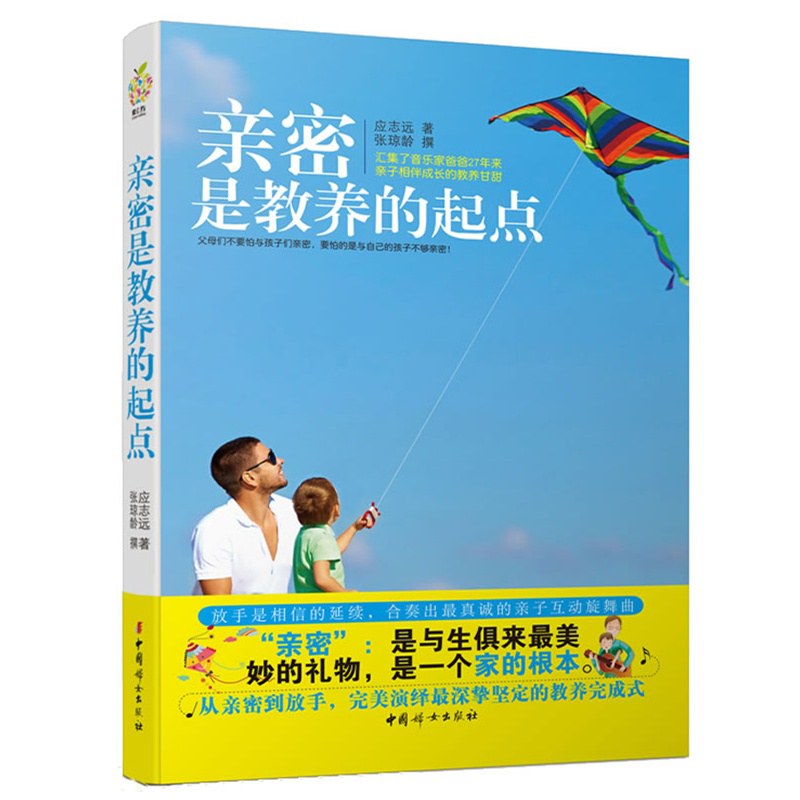 亲密
是教养的起点
应志远 著
张琼龄 撰
汇集了音乐家爸爸27年来
亲子相伴成长的教养甘甜
父母们不要怕与孩子们亲密，要怕的是与自己的孩子不够亲密！
放手是相信的延续，合奏出最真诚的亲子互动旋舞曲
“亲密”：是与生俱来最美
妙的礼物，是一个家的根本。
从亲密到放手，完美演绎最深挚坚定的教养完成式
中国妇女出版社
亲密是教养的起点
应志远 著
张琼龄 撰
中国妇女出版社